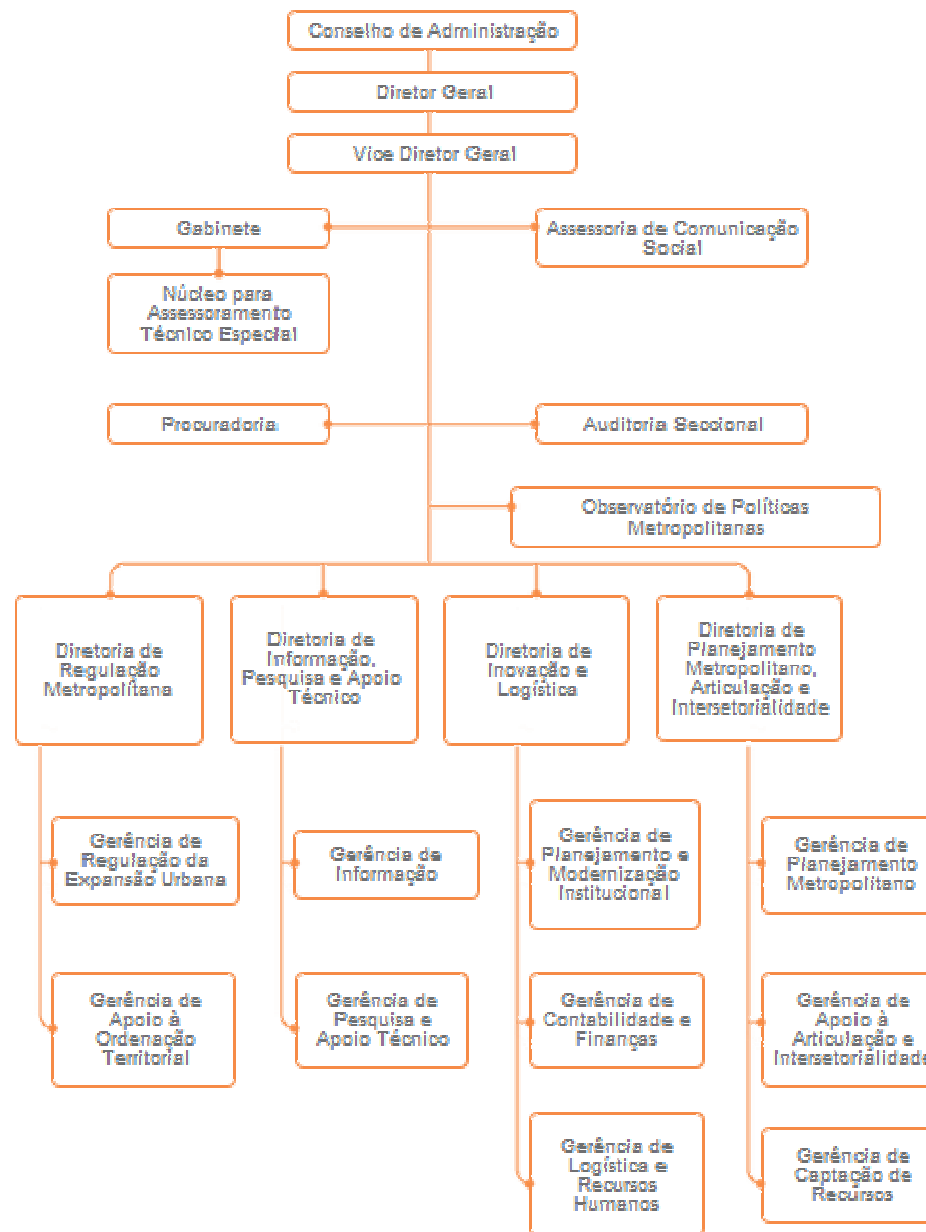 Conselho de Administração
Diretor Geral
Vice Diretor Geral
Gabinete
Assessoria de Comunicação
Social
Núcleo para
Assessoramento
Técnico Especial
Procuradoria
Auditoria Seccional
Observatório de Políticas
Metropolitanas
Diretoria de
Regulação
Metropolitana
Diretoria de
Informação,
Pesquisa e Apoio
Técnico
Diretoria de
Inovação e
Logística
Diretoria de
Planejamento
Metropolitano,
Articulação e
Intersetorialidade
Gerência de
Regulação da
Expansão Urbana
Gerência de
Informação
Gerência de
Planejamento e
Modernização
Institucional
Gerência de
Planejamento
Metropolitano
Gerência de
Apoio à
Ordenação
Territorial
Gerência de
Pesquisa e
Apoio Técnico
Gerência de
Contabilidade e
Finanças
Gerência de
Apoio à
Articulação e
Intersetorialidade
Gerência de
Logística e
Recursos
Humanos
Gerência de
Captação de
Recursos